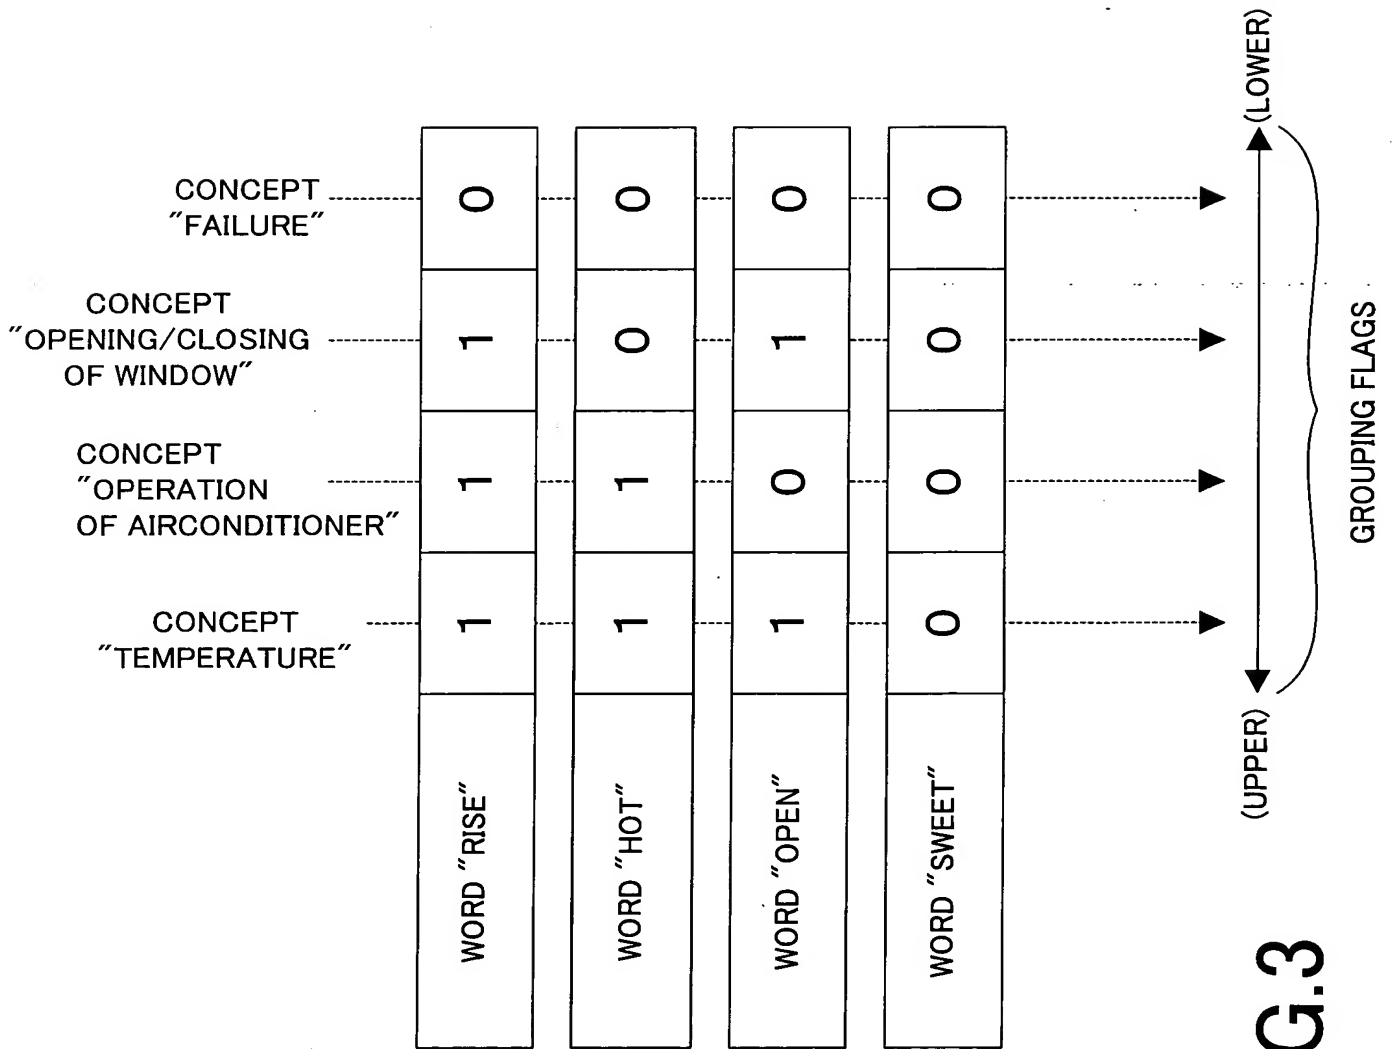 CONCEPT
"FAILURE"
CONCEPT
"OPENING/CLOSING
OF WINDOW"
CONCEPT
"OPERATION
OF AIRCONDITIONER"
CONCEPT
"TEMPERATURE"
WORD "RISE" 1 1 1 0
WORD "HOT" 1 1 0 0
WORD "OPEN" 1 0 1 0
WORD "SWEET" 0 0 0 0
(UPPER) (LOWER)
GROUPING FLAGS
G.3